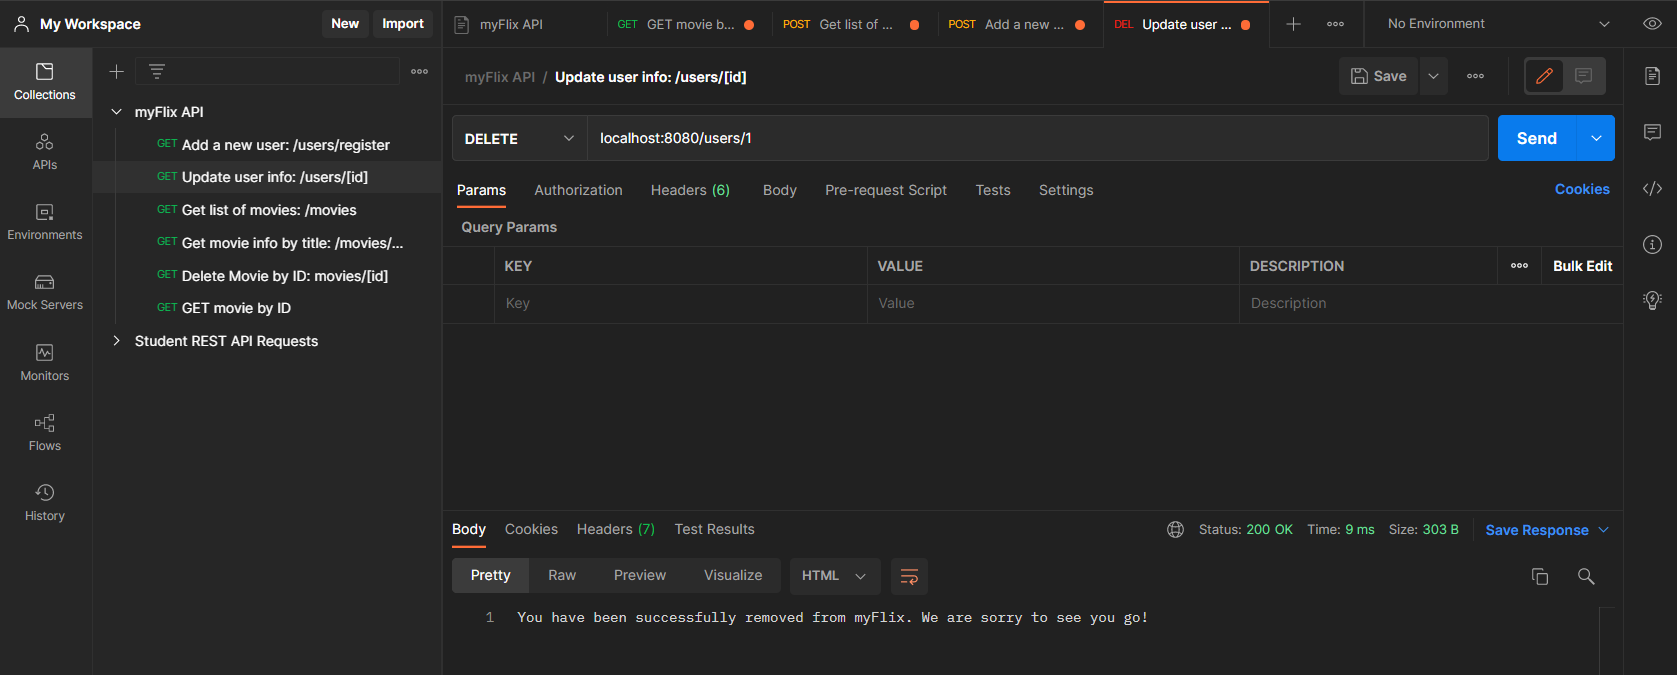 My Workspace
New
Import
myFlix API
GET GET movie b...
POST Get list of ...
POST Add a new ...
DEL Update user ...
No Environment
Collections
APIs
Environments
Mock Servers
Monitors
Flows
History
myFlix API
GET Add a new user: /users/register
GET Update user info: /users/[id]
GET Get list of movies: /movies
GET Get movie info by title: /movies/...
GET Delete Movie by ID: movies/[id]
GET GET movie by ID
Student REST API Requests
myFlix API / Update user info: /users/[id]
Save
DELETE
localhost:8080/users/1
Send
Params Authorization Headers (6) Body Pre-request Script Tests Settings
Cookies
Query Params
KEY VALUE DESCRIPTION
Bulk Edit
Key Value Description
Body Cookies Headers (7) Test Results
Status: 200 OK Time: 9 ms Size: 303 B
Save Response
Pretty Raw Preview Visualize HTML
1 You have been successfully removed from myFlix. We are sorry to see you go!